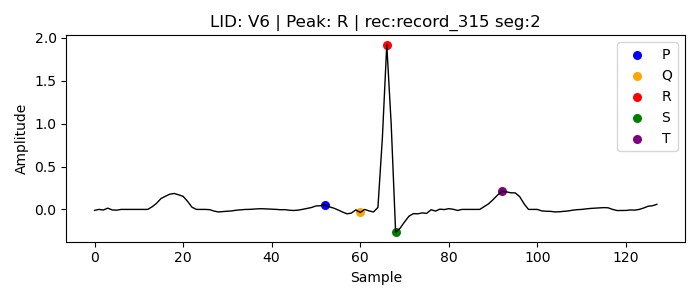 LID: V6 | Peak: R | rec:record_315 seg:2
Amplitude
2.0
1.5
1.0
0.5
0.0
P
Q
R
S
T
0 20 40 60 80 100 120
Sample